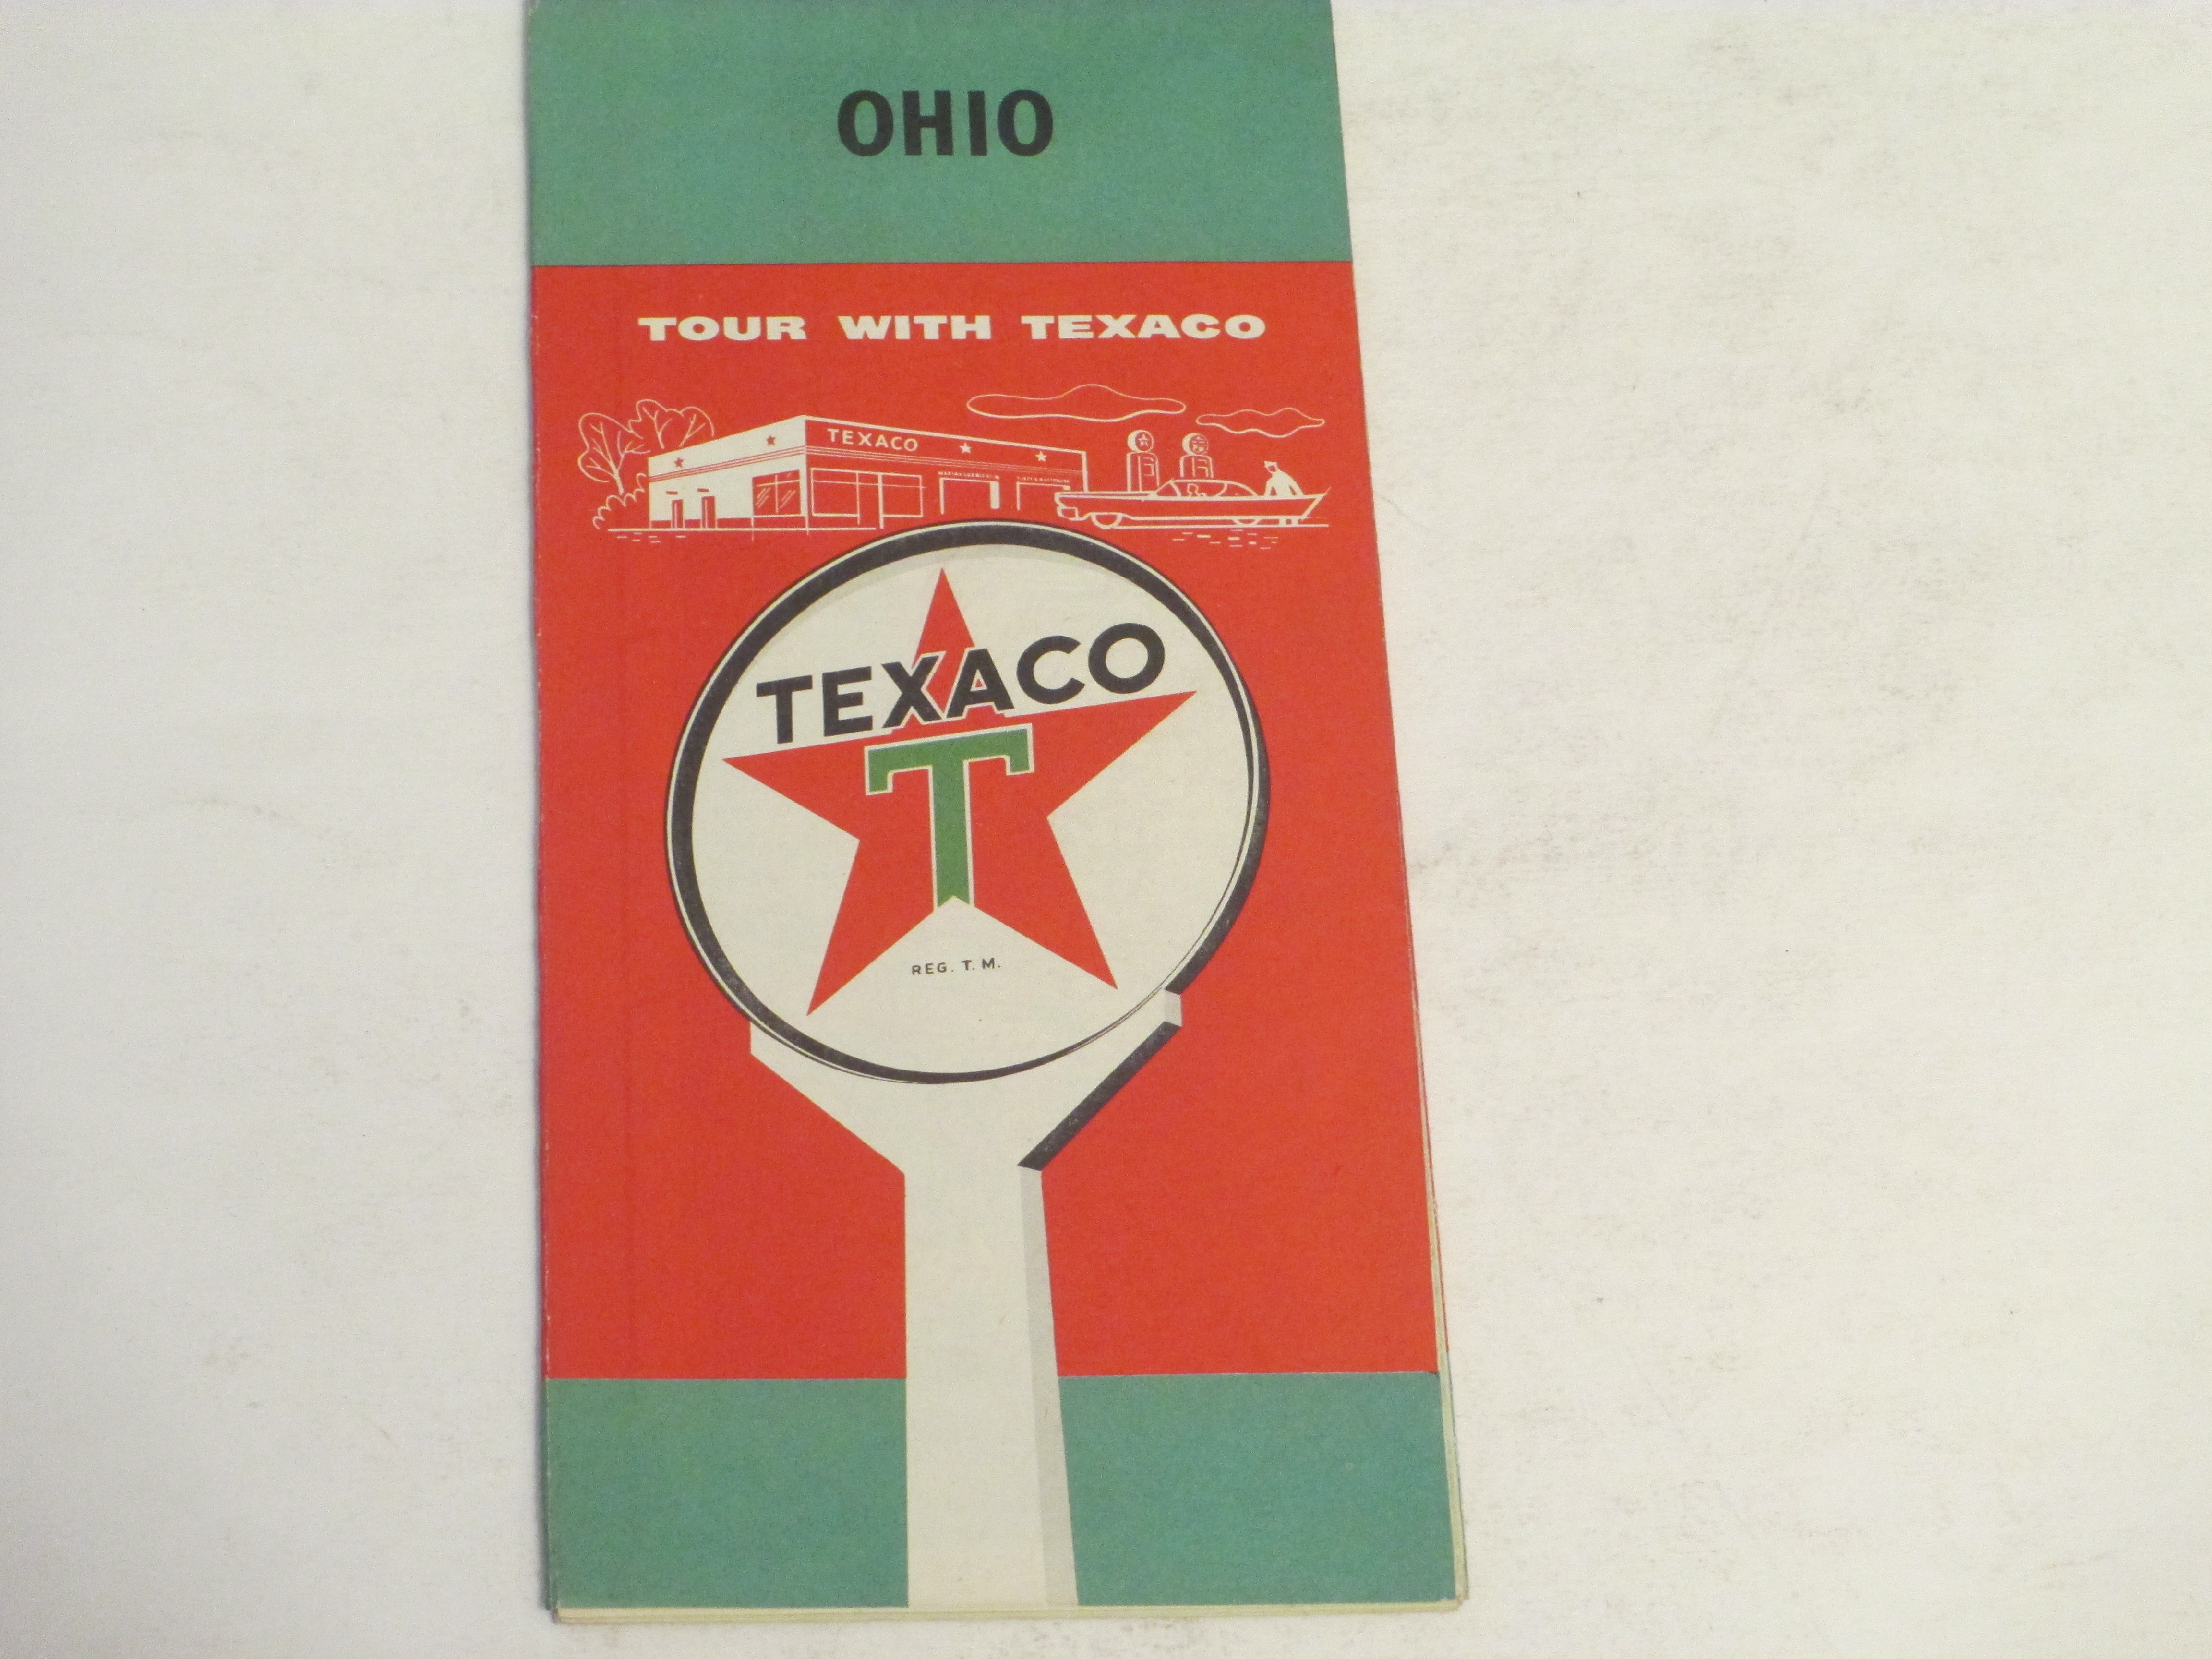 OHIO
TOUR WITH TEXACO
TEXACO
TEXACO
T
REG. T. M.